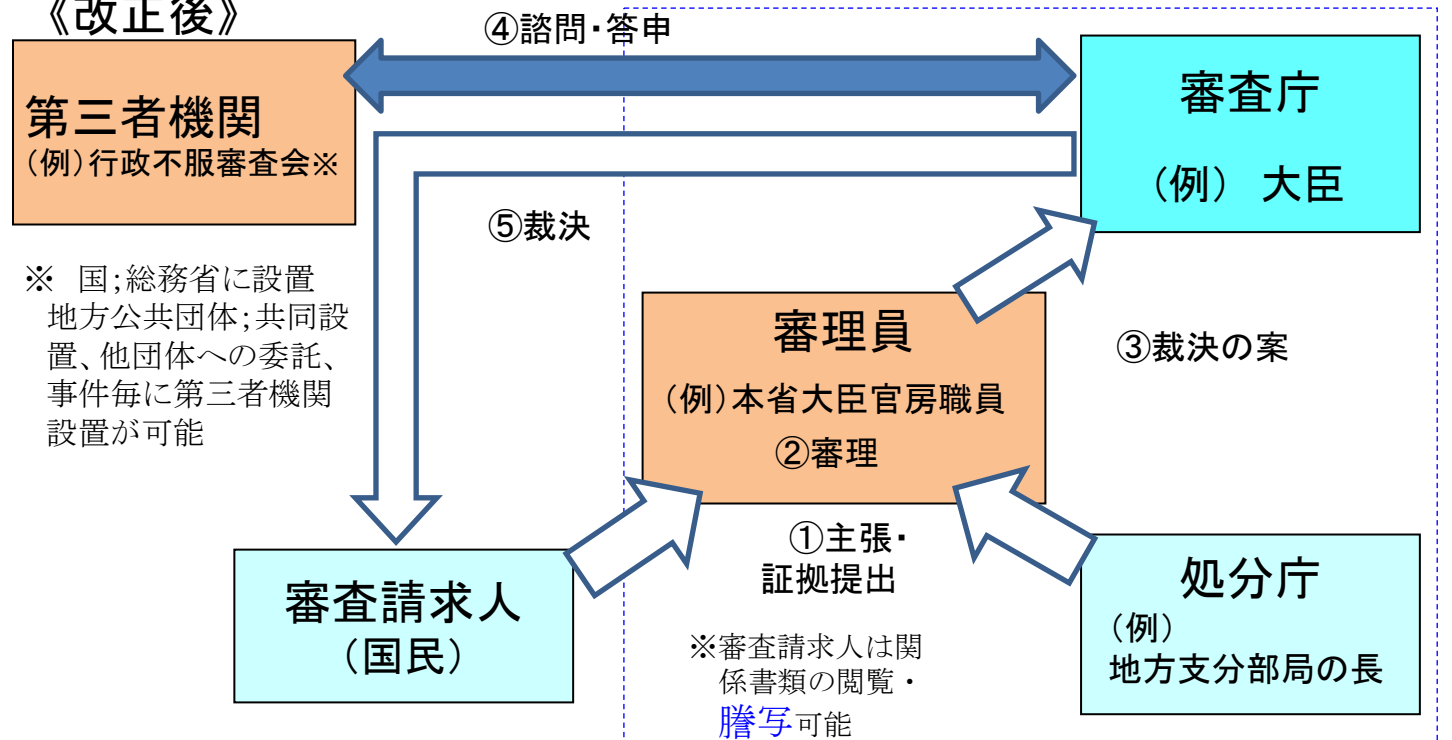 《改正後》
④諮問・答申
第三者機関
（例）行政不服審査会※
審査庁
（例） 大臣
⑤裁決
※ 国;総務省に設置
地方公共団体;共同設
置、他団体への委託、
事件毎に第三者機関
設置が可能
審理員
（例）本省大臣官房職員
②審理
③裁決の案
①主張・
証拠提出
審査請求人
（国民）
処分庁
（例）
地方支分部局の長
※審査請求人は関
係書類の閲覧・
謄写可能